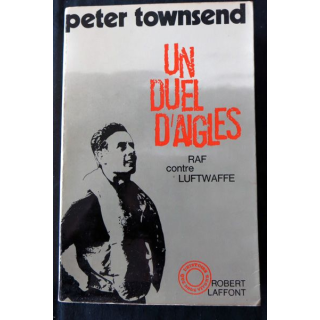 peter townsend
UN
DUEL
D'AIGLES
RAF
contre
LUFTWAFFE
ROBERT
LAFFONT